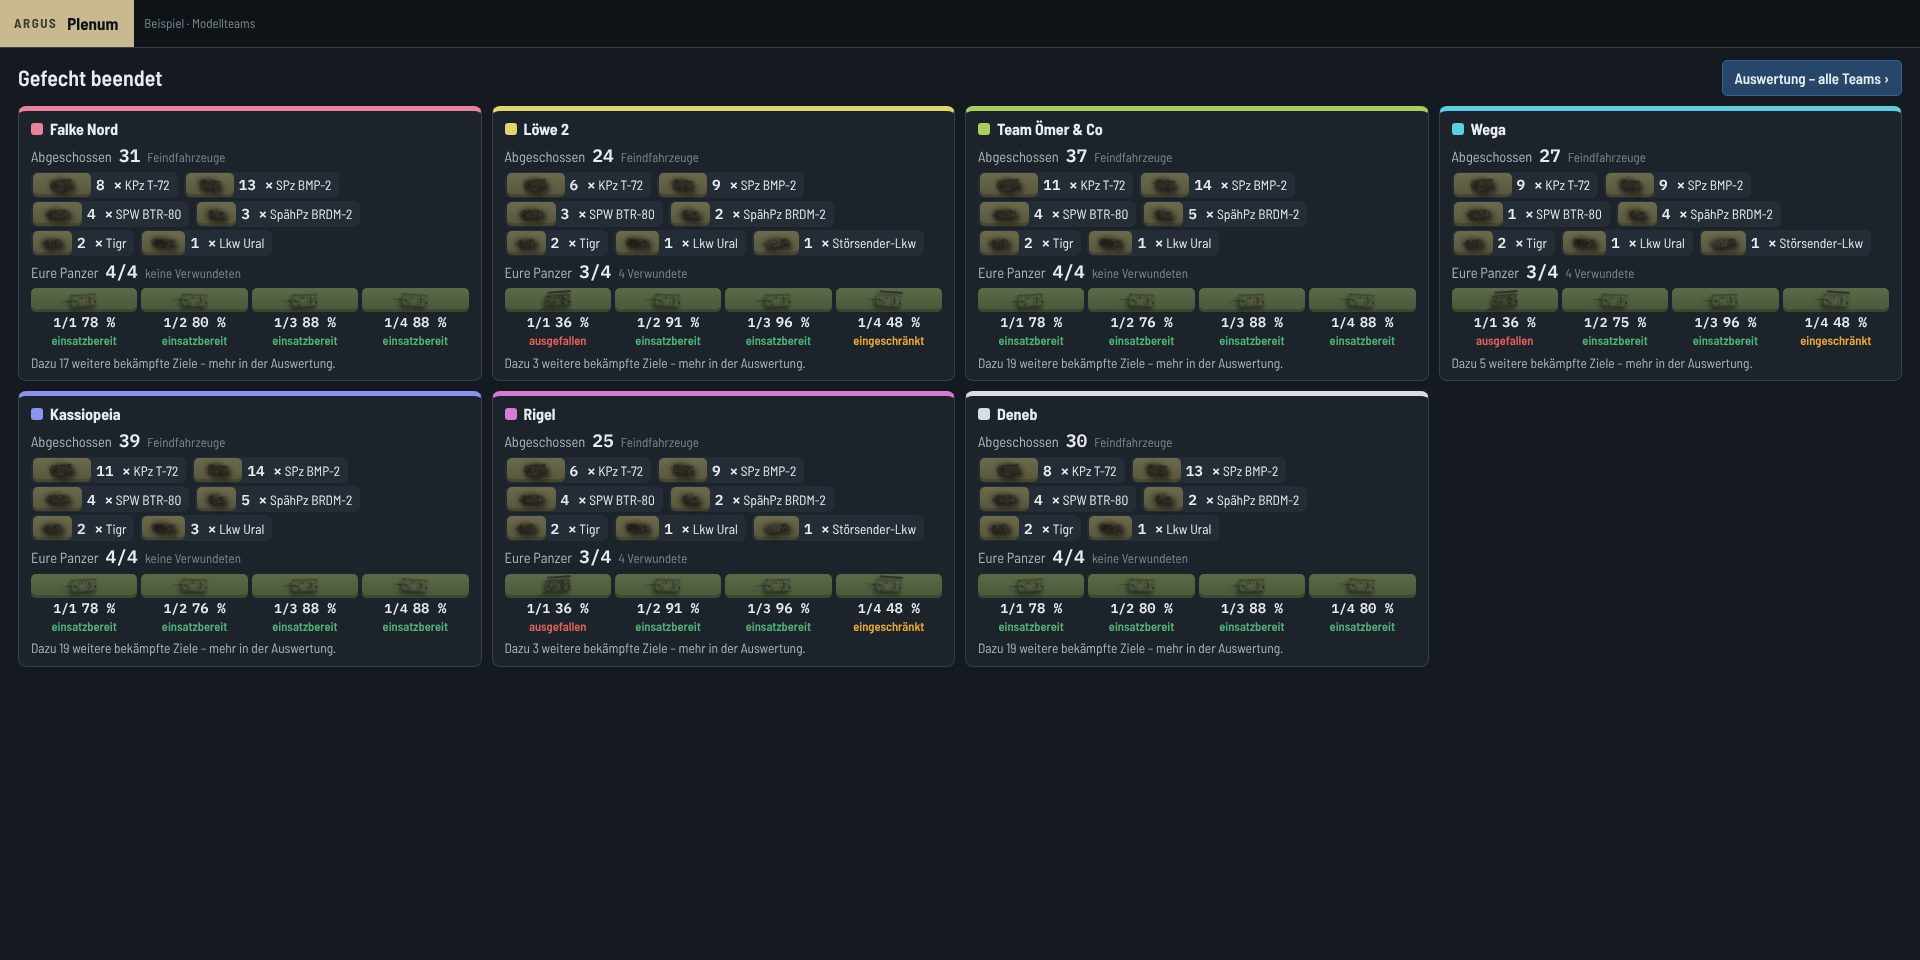 ARGUS Plenum Beispiel · Modellteams
Gefecht beendet
Auswertung – alle Teams ›
Falke Nord
Abgeschossen 31 Feindfahrzeuge
8 × KPz T-72 13 × SPz BMP-2
4 × SPW BTR-80 3 × SpähPz BRDM-2
2 × Tigr 1 × Lkw Ural
Eure Panzer 4/4 keine Verwundeten
1/1 78 % 1/2 80 % 1/3 88 % 1/4 88 %
einsatzbereit einsatzbereit einsatzbereit einsatzbereit
Dazu 17 weitere bekämpfte Ziele – mehr in der Auswertung.
Löwe 2
Abgeschossen 24 Feindfahrzeuge
6 × KPz T-72 9 × SPz BMP-2
3 × SPW BTR-80 2 × SpähPz BRDM-2
2 × Tigr 1 × Lkw Ural 1 × Störsender-Lkw
Eure Panzer 3/4 4 Verwundete
1/1 36 % 1/2 91 % 1/3 96 % 1/4 48 %
ausgefallen einsatzbereit einsatzbereit eingeschränkt
Dazu 3 weitere bekämpfte Ziele – mehr in der Auswertung.
Team Ömer & Co
Abgeschossen 37 Feindfahrzeuge
11 × KPz T-72 14 × SPz BMP-2
4 × SPW BTR-80 5 × SpähPz BRDM-2
2 × Tigr 1 × Lkw Ural
Eure Panzer 4/4 keine Verwundeten
1/1 78 % 1/2 76 % 1/3 88 % 1/4 88 %
einsatzbereit einsatzbereit einsatzbereit einsatzbereit
Dazu 19 weitere bekämpfte Ziele – mehr in der Auswertung.
Wega
Abgeschossen 27 Feindfahrzeuge
9 × KPz T-72 9 × SPz BMP-2
1 × SPW BTR-80 4 × SpähPz BRDM-2
2 × Tigr 1 × Lkw Ural 1 × Störsender-Lkw
Eure Panzer 3/4 4 Verwundete
1/1 36 % 1/2 75 % 1/3 96 % 1/4 48 %
ausgefallen einsatzbereit einsatzbereit eingeschränkt
Dazu 5 weitere bekämpfte Ziele – mehr in der Auswertung.
Kassiopeia
Abgeschossen 39 Feindfahrzeuge
11 × KPz T-72 14 × SPz BMP-2
4 × SPW BTR-80 5 × SpähPz BRDM-2
2 × Tigr 3 × Lkw Ural
Eure Panzer 4/4 keine Verwundeten
1/1 78 % 1/2 76 % 1/3 88 % 1/4 88 %
einsatzbereit einsatzbereit einsatzbereit einsatzbereit
Dazu 19 weitere bekämpfte Ziele – mehr in der Auswertung.
Rigel
Abgeschossen 25 Feindfahrzeuge
6 × KPz T-72 9 × SPz BMP-2
4 × SPW BTR-80 2 × SpähPz BRDM-2
2 × Tigr 1 × Lkw Ural 1 × Störsender-Lkw
Eure Panzer 3/4 4 Verwundete
1/1 36 % 1/2 91 % 1/3 96 % 1/4 48 %
ausgefallen einsatzbereit einsatzbereit eingeschränkt
Dazu 3 weitere bekämpfte Ziele – mehr in der Auswertung.
Deneb
Abgeschossen 30 Feindfahrzeuge
8 × KPz T-72 13 × SPz BMP-2
4 × SPW BTR-80 2 × SpähPz BRDM-2
2 × Tigr 1 × Lkw Ural
Eure Panzer 4/4 keine Verwundeten
1/1 78 % 1/2 80 % 1/3 88 % 1/4 80 %
einsatzbereit einsatzbereit einsatzbereit einsatzbereit
Dazu 19 weitere bekämpfte Ziele – mehr in der Auswertung.